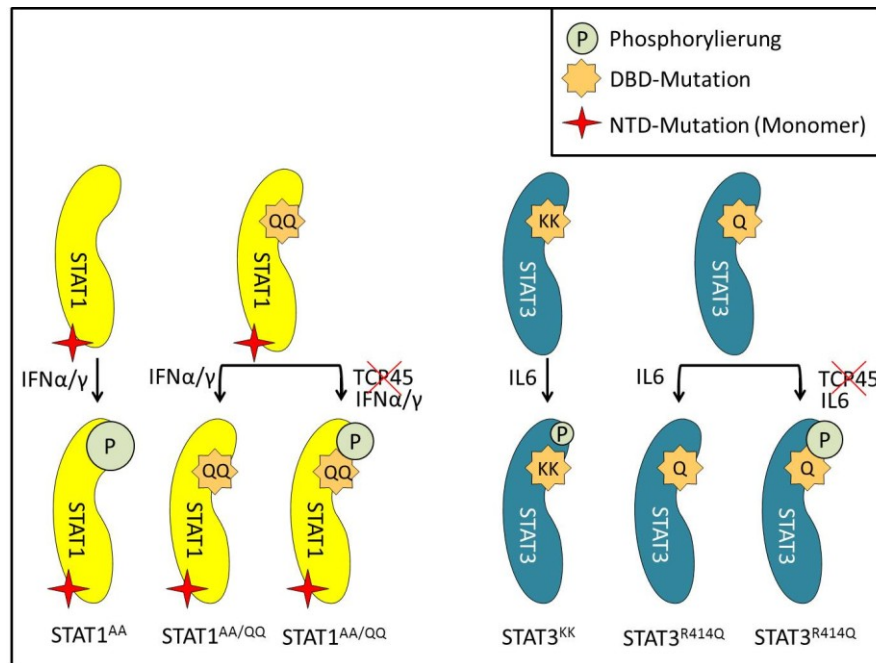 P Phosphorylierung
DBD-Mutation
NTD-Mutation (Monomer)
STAT1
QQ
STAT1
KK
STAT3
Q
STAT3
IFNα/γ
IFNα/γ
TCP45
IFNα/γ
IL6
IL6
TCP45
IL6
P
STAT1
QQ
STAT1
P
QQ
STAT1
P
KK
STAT3
Q
STAT3
P
Q
STAT3
STAT1ᴬᴬ
STAT1ᴬᴬ/QQ
STAT1ᴬᴬ/QQ
STAT3ᴷᴷ
STAT3ᴿ⁴¹⁴Q
STAT3ᴿ⁴¹⁴Q